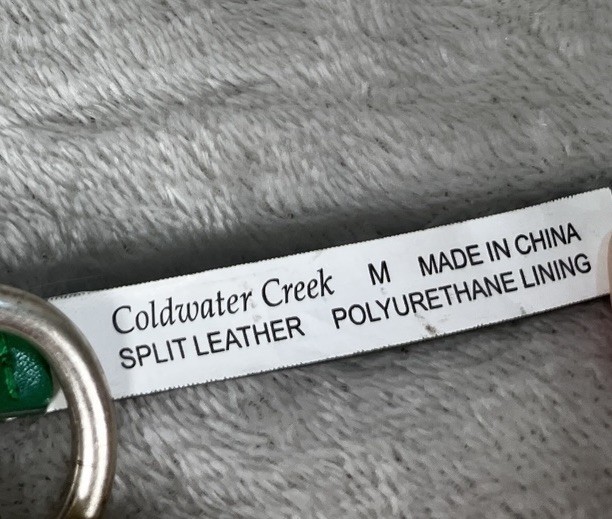 Coldwater Creek M MADE IN CHINA
SPLIT LEATHER POLYURETHANE LINING